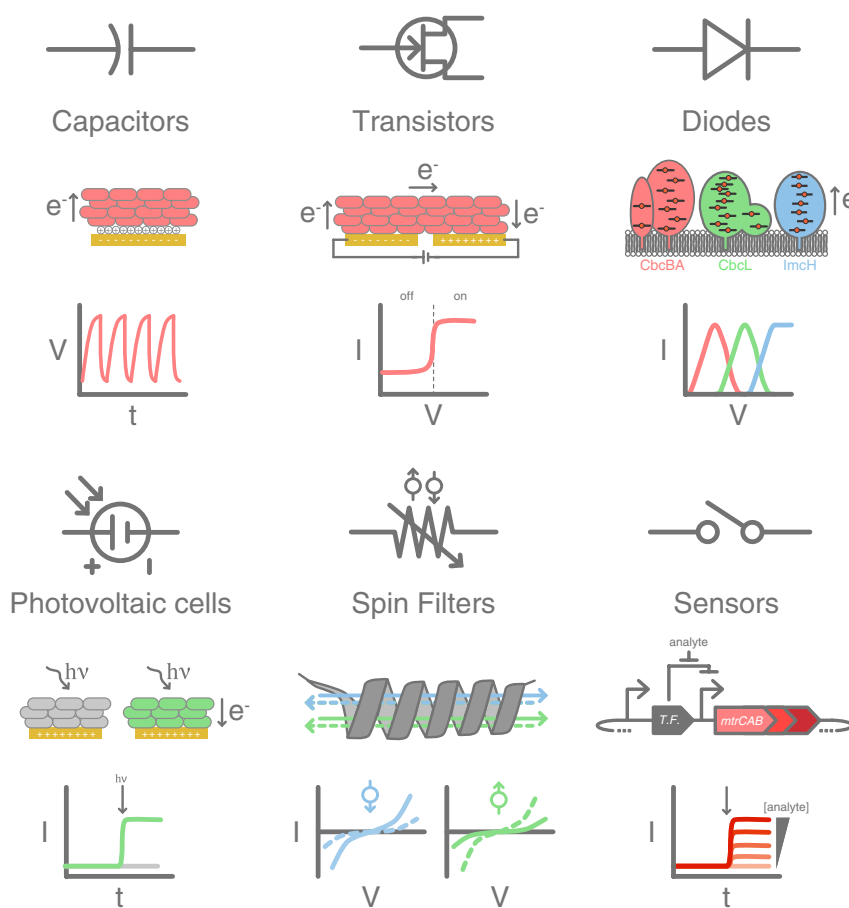 Capacitors Transistors Diodes
e-
- - - - - - - -
e-
e-
e-
- - - - - - - +++++++
e
CbcBA CbcL ImcH
V
t
off on
I
V
I
V
+ I
Photovoltaic cells Spin Filters Sensors
hν hν
e-
++++++++ ++++++++
analyte
T.F. mtrCAB
... ...
hν
I
t
I
V V
[analyte]
I
t